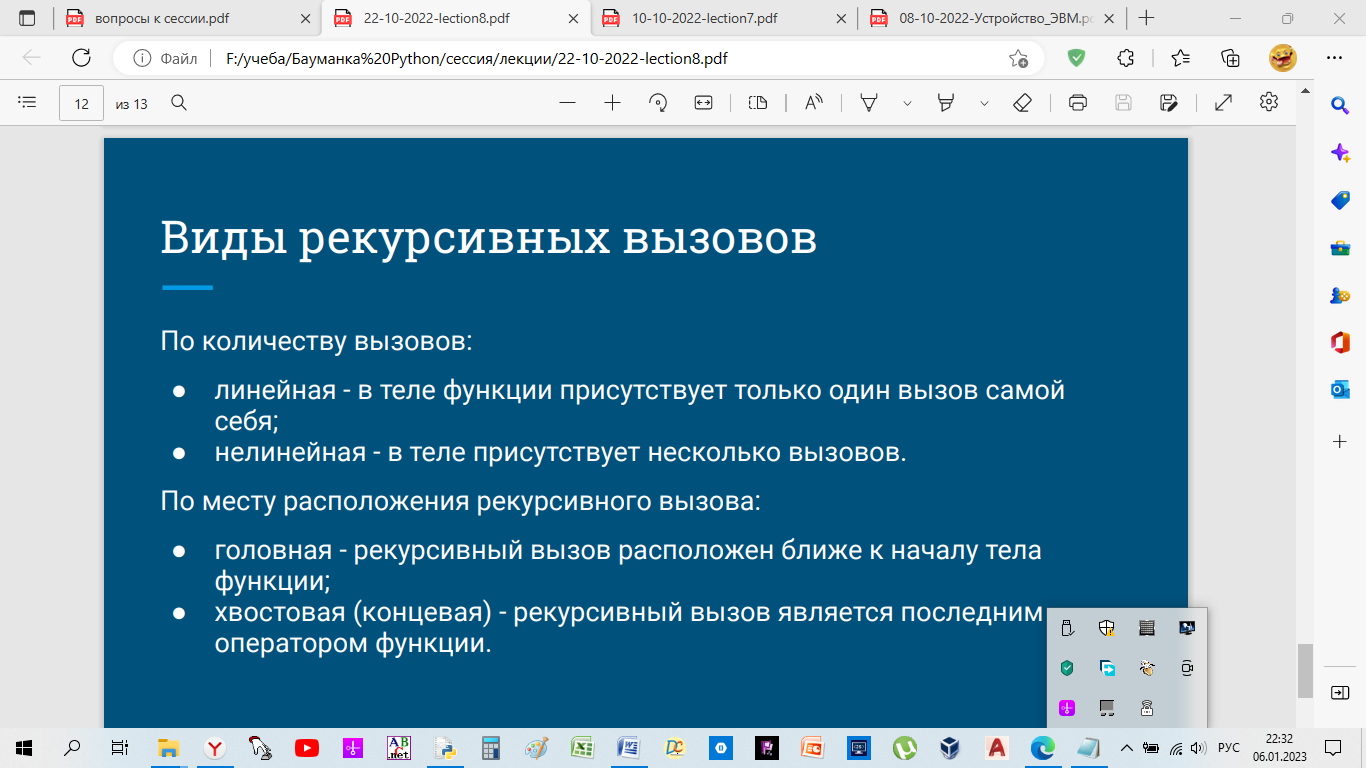 вопросы к сессии.pdf
22-10-2022-lection8.pdf
10-10-2022-lection7.pdf
08-10-2022-Устройство_ЭВМ.pd
Файл
F:/учеба/Бауманка%20Python/сессия/лекции/22-10-2022-lection8.pdf
12 из 13
Виды рекурсивных вызовов
По количеству вызовов:
● линейная - в теле функции присутствует только один вызов самой
себя;
● нелинейная - в теле присутствует несколько вызовов.
По месту расположения рекурсивного вызова:
● головная - рекурсивный вызов расположен ближе к началу тела
функции;
● хвостовая (концевая) - рекурсивный вызов является последним
оператором функции.
РУС
22:32
06.01.2023